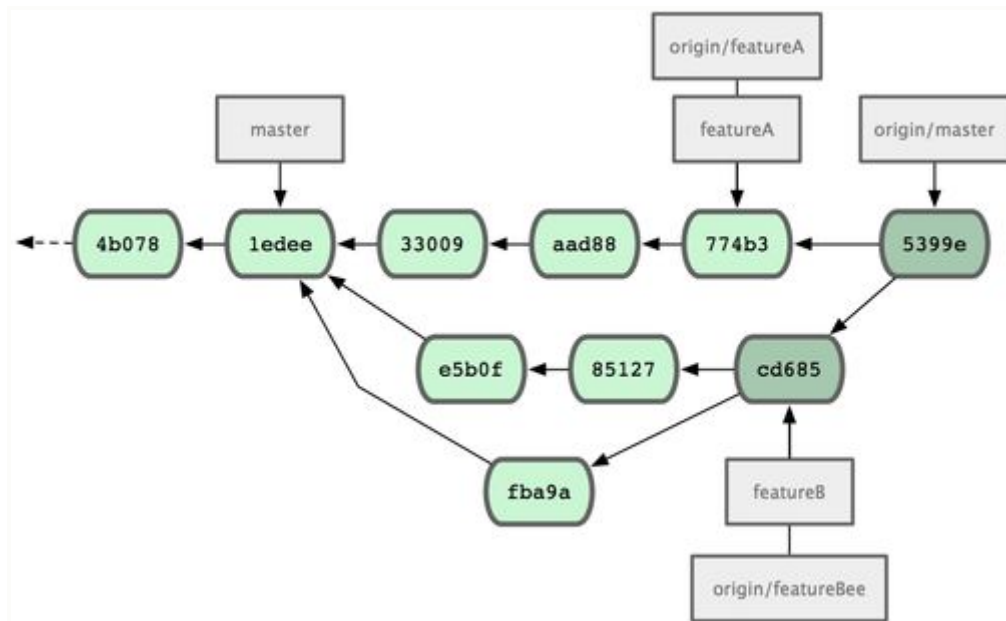 origin/featureA
master
featureA
origin/master
4b078
1edee
33009
aad88
774b3
5399e
e5b0f
85127
cd685
fba9a
featureB
origin/featureBee